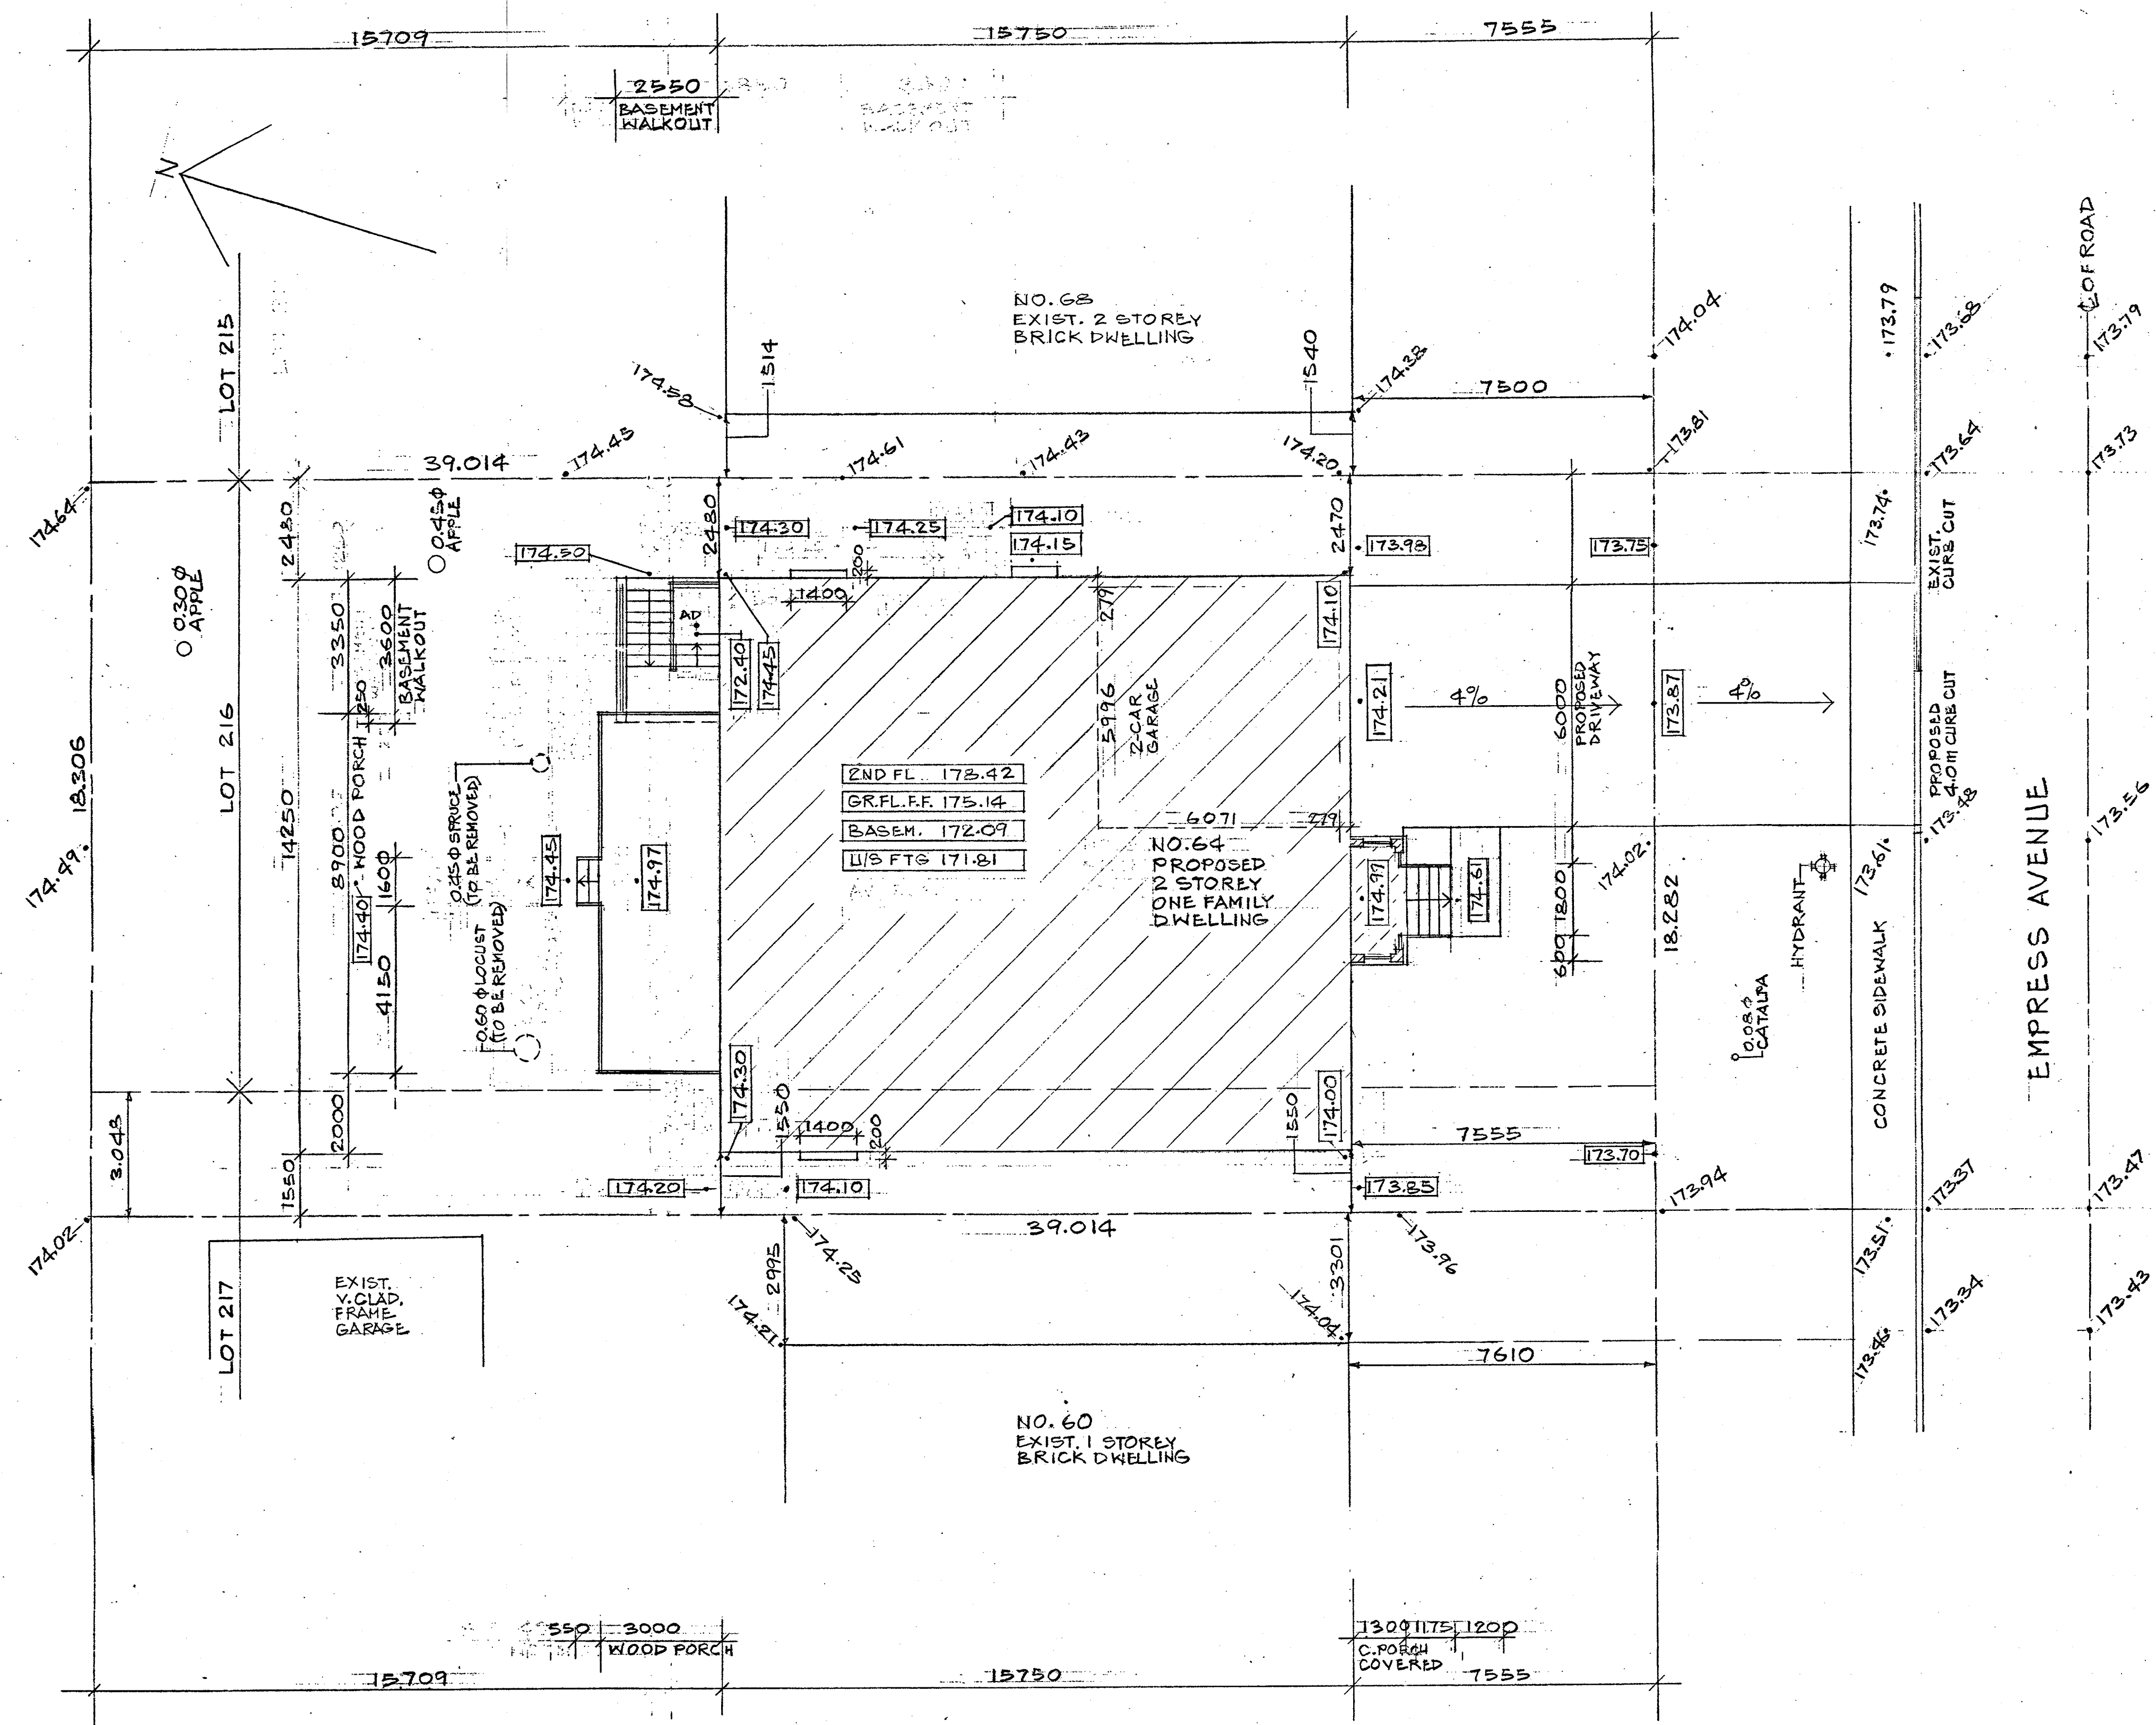 15709
15750
7555
2550
BASEMENT
WALKOUT
N
LOT 215
NO. 68
EXIST. 2 STOREY
BRICK DWELLING
1514
1540
174.58
174.38
7500
174.04
173.79
173.68
℄ OF ROAD
173.79
39.014
174.45
174.61
174.43
174.20
173.81
173.64
173.73
174.64
2480
0.45Φ
APPLE
0.30Φ
APPLE
2480
174.30
174.25
174.10
174.15
2470
173.98
173.75
173.74
EXIST.
CURB CUT
174.50
200
1400
279
174.10
AD
172.40
174.45
3350
3600
BASEMENT
WALKOUT
250
LOT 216
18.306
5996
2-CAR
GARAGE
174.21
4%
6000
PROPOSED
DRIVEWAY
173.87
4%
PROPOSED
4.0m CURB CUT
173.48
173.56
14250
8900
WOOD PORCH
1600
174.40
4150
0.45Φ SPRUCE
(TO BE REMOVED)
0.60 Φ LOCUST
(TO BE REMOVED)
174.45
174.97
2ND FL. 178.42
GR.FL.F.F. 175.14
BASEM. 172.09
U/S FTG 171.81
6071
279
NO.64
PROPOSED
2 STOREY
ONE FAMILY
DWELLING
174.97
174.61
1800
600
174.02
18.282
HYDRANT
173.61
CONCRETE SIDEWALK
EMPRESS AVENUE
0.08Φ
CATALPA
174.49
3.043
2000
1550
174.30
1550
1400
200
1550
174.00
7555
173.70
174.20
174.10
173.85
173.94
173.37
173.47
174.02
39.014
174.25
173.96
173.51
LOT 217
EXIST.
V.CLAD.
FRAME
GARAGE
2995
3301
174.21
174.04
7610
173.46
173.34
173.43
NO. 60
EXIST. 1 STOREY
BRICK DWELLING
550
3000
WOOD PORCH
1300
1175
1200
C.PORCH
COVERED
15709
15750
7555